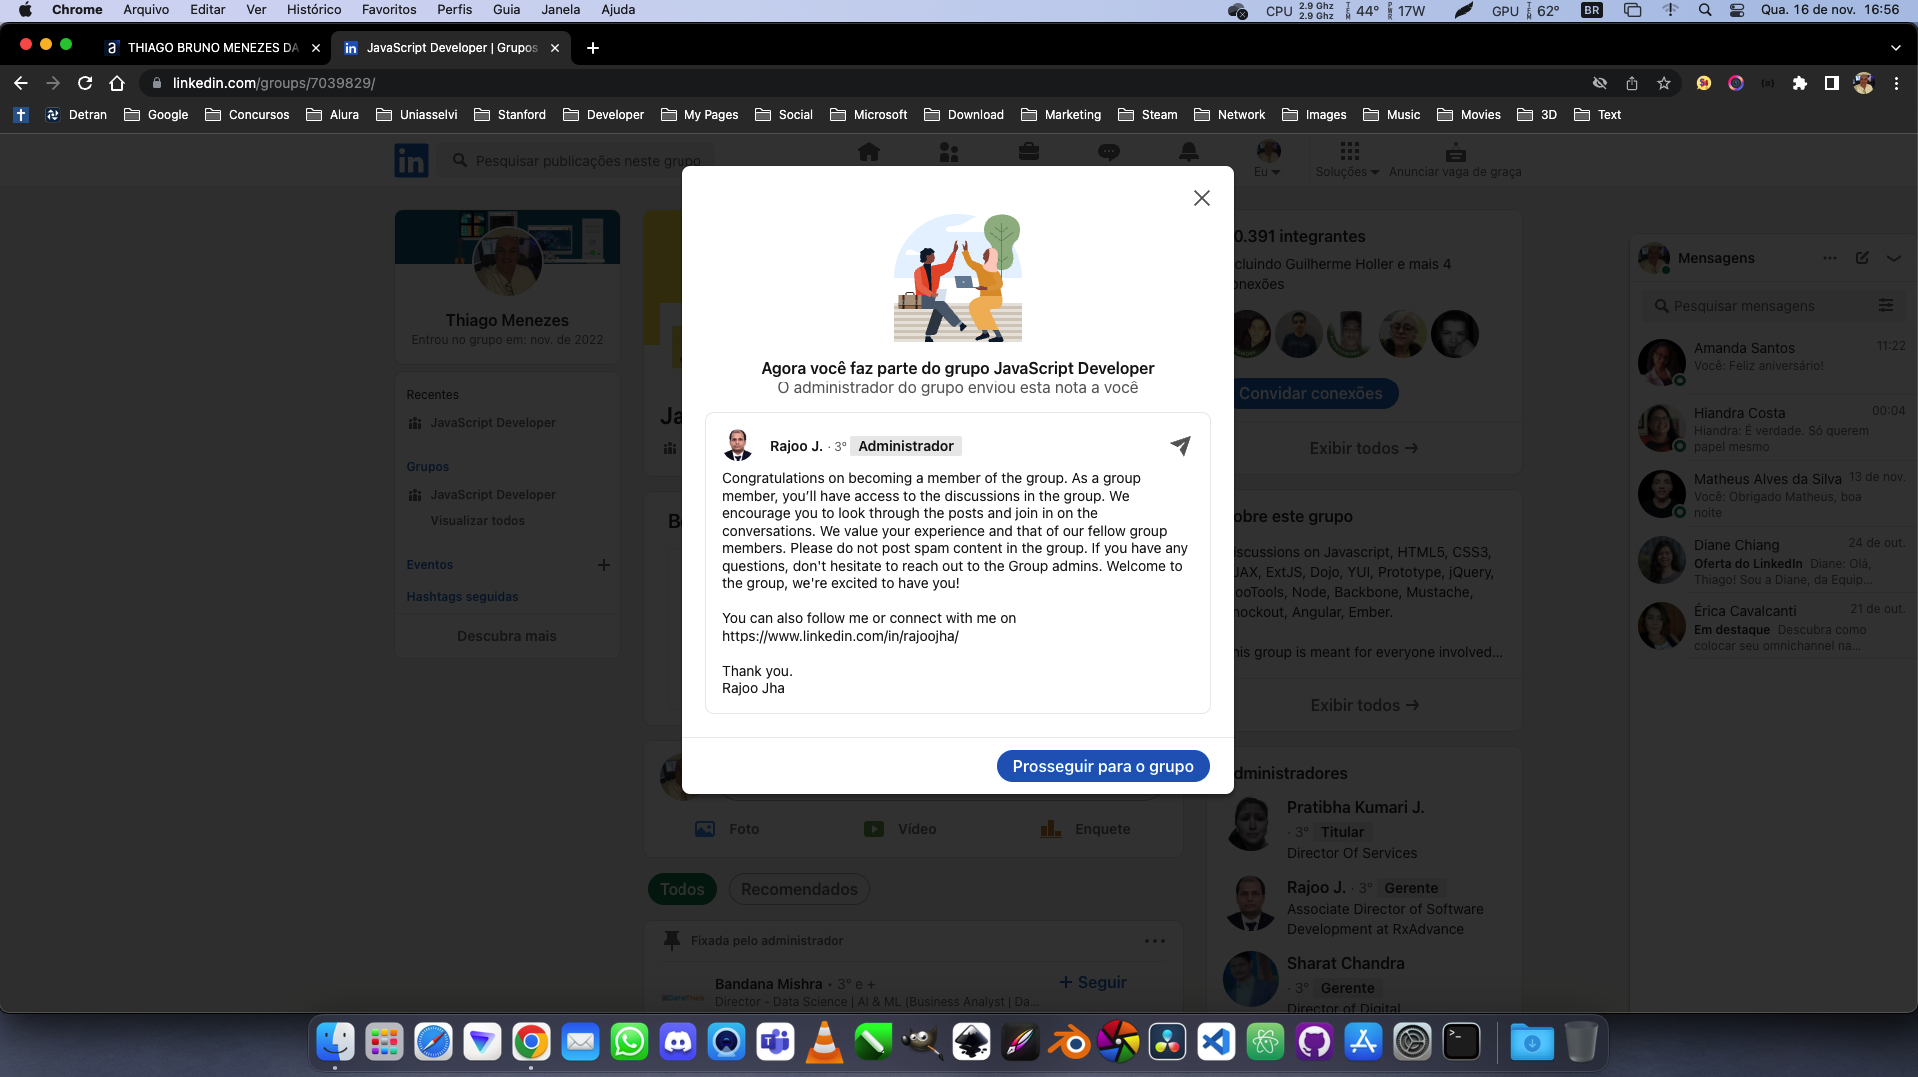 Chrome Arquivo Editar Ver Histórico Favoritos Perfis Guia Janela Ajuda
CPU 2.9 Ghz 2.9 Ghz TEM 44° PWR 17W GPU TEM 62° BR Qua. 16 de nov. 16:56
THIAGO BRUNO MENEZES DA
JavaScript Developer | Grupos
linkedin.com/groups/7039829/
Detran Google Concursos Alura Uniasselvi Stanford Developer My Pages Social Microsoft Download Marketing Steam Network Images Music Movies 3D Text
in Pesquisar publicações neste grupo
Eu Soluções Anunciar vaga de graça
Thiago Menezes
Entrou no grupo em: nov. de 2022
Recentes
JavaScript Developer
Grupos
JavaScript Developer
Visualizar todos
Eventos
Hashtags seguidas
Descubra mais
Ja
Agora você faz parte do grupo JavaScript Developer
O administrador do grupo enviou esta nota a você
Rajoo J. · 3º Administrador
Congratulations on becoming a member of the group. As a group
member, you’ll have access to the discussions in the group. We
encourage you to look through the posts and join in on the
conversations. We value your experience and that of our fellow group
members. Please do not post spam content in the group. If you have any
questions, don't hesitate to reach out to the Group admins. Welcome to
the group, we're excited to have you!
You can also follow me or connect with me on
https://www.linkedin.com/in/rajoojha/
Thank you.
Rajoo Jha
Prosseguir para o grupo
Foto Vídeo Enquete
Todos Recomendados
Fixada pelo administrador
Bandana Mishra • 3º e +
Director - Data Science | AI & ML (Business Analyst | Da...
+ Seguir
0.391 integrantes
cluindo Guilherme Holler e mais 4
onexões
Convidar conexões
Exibir todos →
obre este grupo
iscussions on Javascript, HTML5, CSS3,
JAX, ExtJS, Dojo, YUI, Prototype, jQuery,
ooTools, Node, Backbone, Mustache,
nockout, Angular, Ember.
his group is meant for everyone involved...
Exibir todos →
dministradores
Pratibha Kumari J.
· 3º Titular
Director Of Services
Rajoo J. · 3º Gerente
Associate Director of Software
Development at RxAdvance
Sharat Chandra
· 3º Gerente
Director of Digital
Mensagens
Pesquisar mensagens
Amanda Santos 11:22
Você: Feliz aniversário!
Hiandra Costa 00:04
Hiandra: É verdade. Só querem
papel mesmo
Matheus Alves da Silva 13 de nov.
Você: Obrigado Matheus, boa
noite
Diane Chiang 24 de out.
Oferta do LinkedIn Diane: Olá,
Thiago! Sou a Diane, da Equip...
Érica Cavalcanti 21 de out.
Em destaque Descubra como
colocar seu omnichannel na...